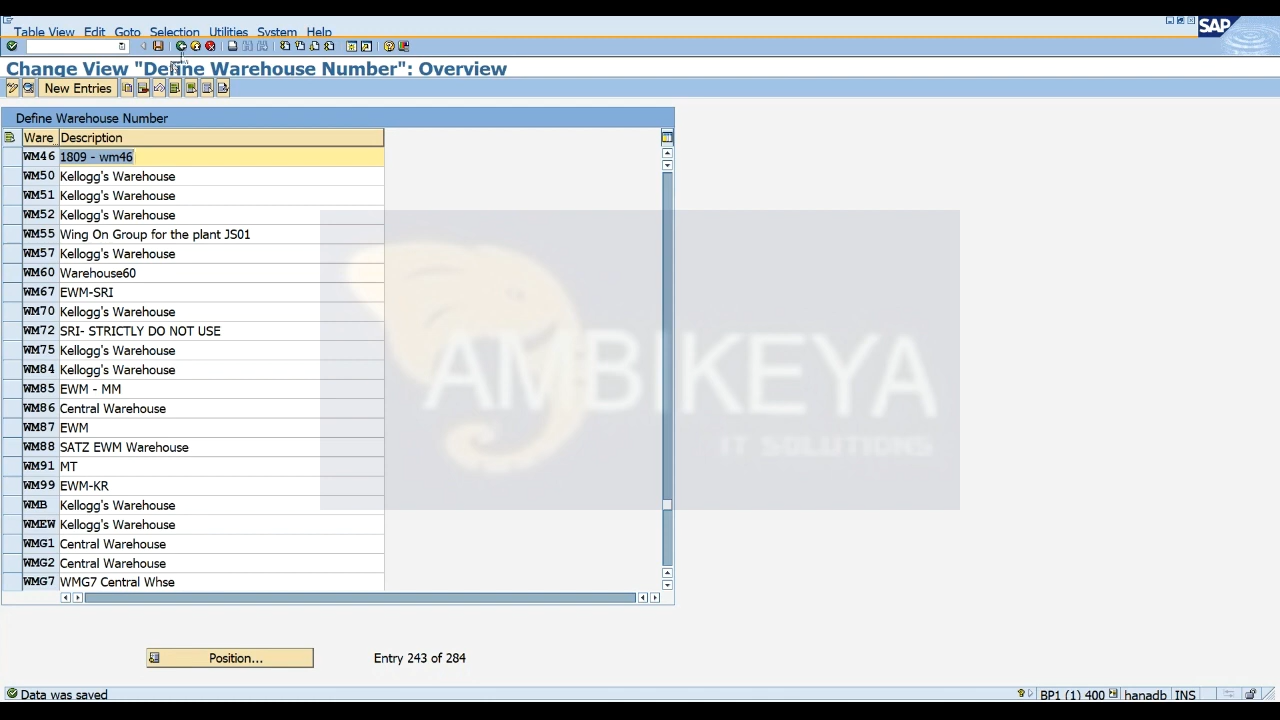 Table View Edit Goto Selection Utilities System Help
SAP
Change View "Define Warehouse Number": Overview
New Entries
Define Warehouse Number
Ware.. Description
WM46 1809 - wm46
WM50 Kellogg's Warehouse
WM51 Kellogg's Warehouse
WM52 Kellogg's Warehouse
WM55 Wing On Group for the plant JS01
WM57 Kellogg's Warehouse
WM60 Warehouse60
WM67 EWM-SRI
WM70 Kellogg's Warehouse
WM72 SRI- STRICTLY DO NOT USE
WM75 Kellogg's Warehouse
WM84 Kellogg's Warehouse
WM85 EWM - MM
WM86 Central Warehouse
WM87 EWM
WM88 SATZ EWM Warehouse
WM91 MT
WM99 EWM-KR
WMB Kellogg's Warehouse
WMEW Kellogg's Warehouse
WMG1 Central Warehouse
WMG2 Central Warehouse
WMG7 WMG7 Central Whse
AMBIKEYA
IT SOLUTIONS
Position... Entry 243 of 284
Data was saved BP1 (1) 400 hanadb INS